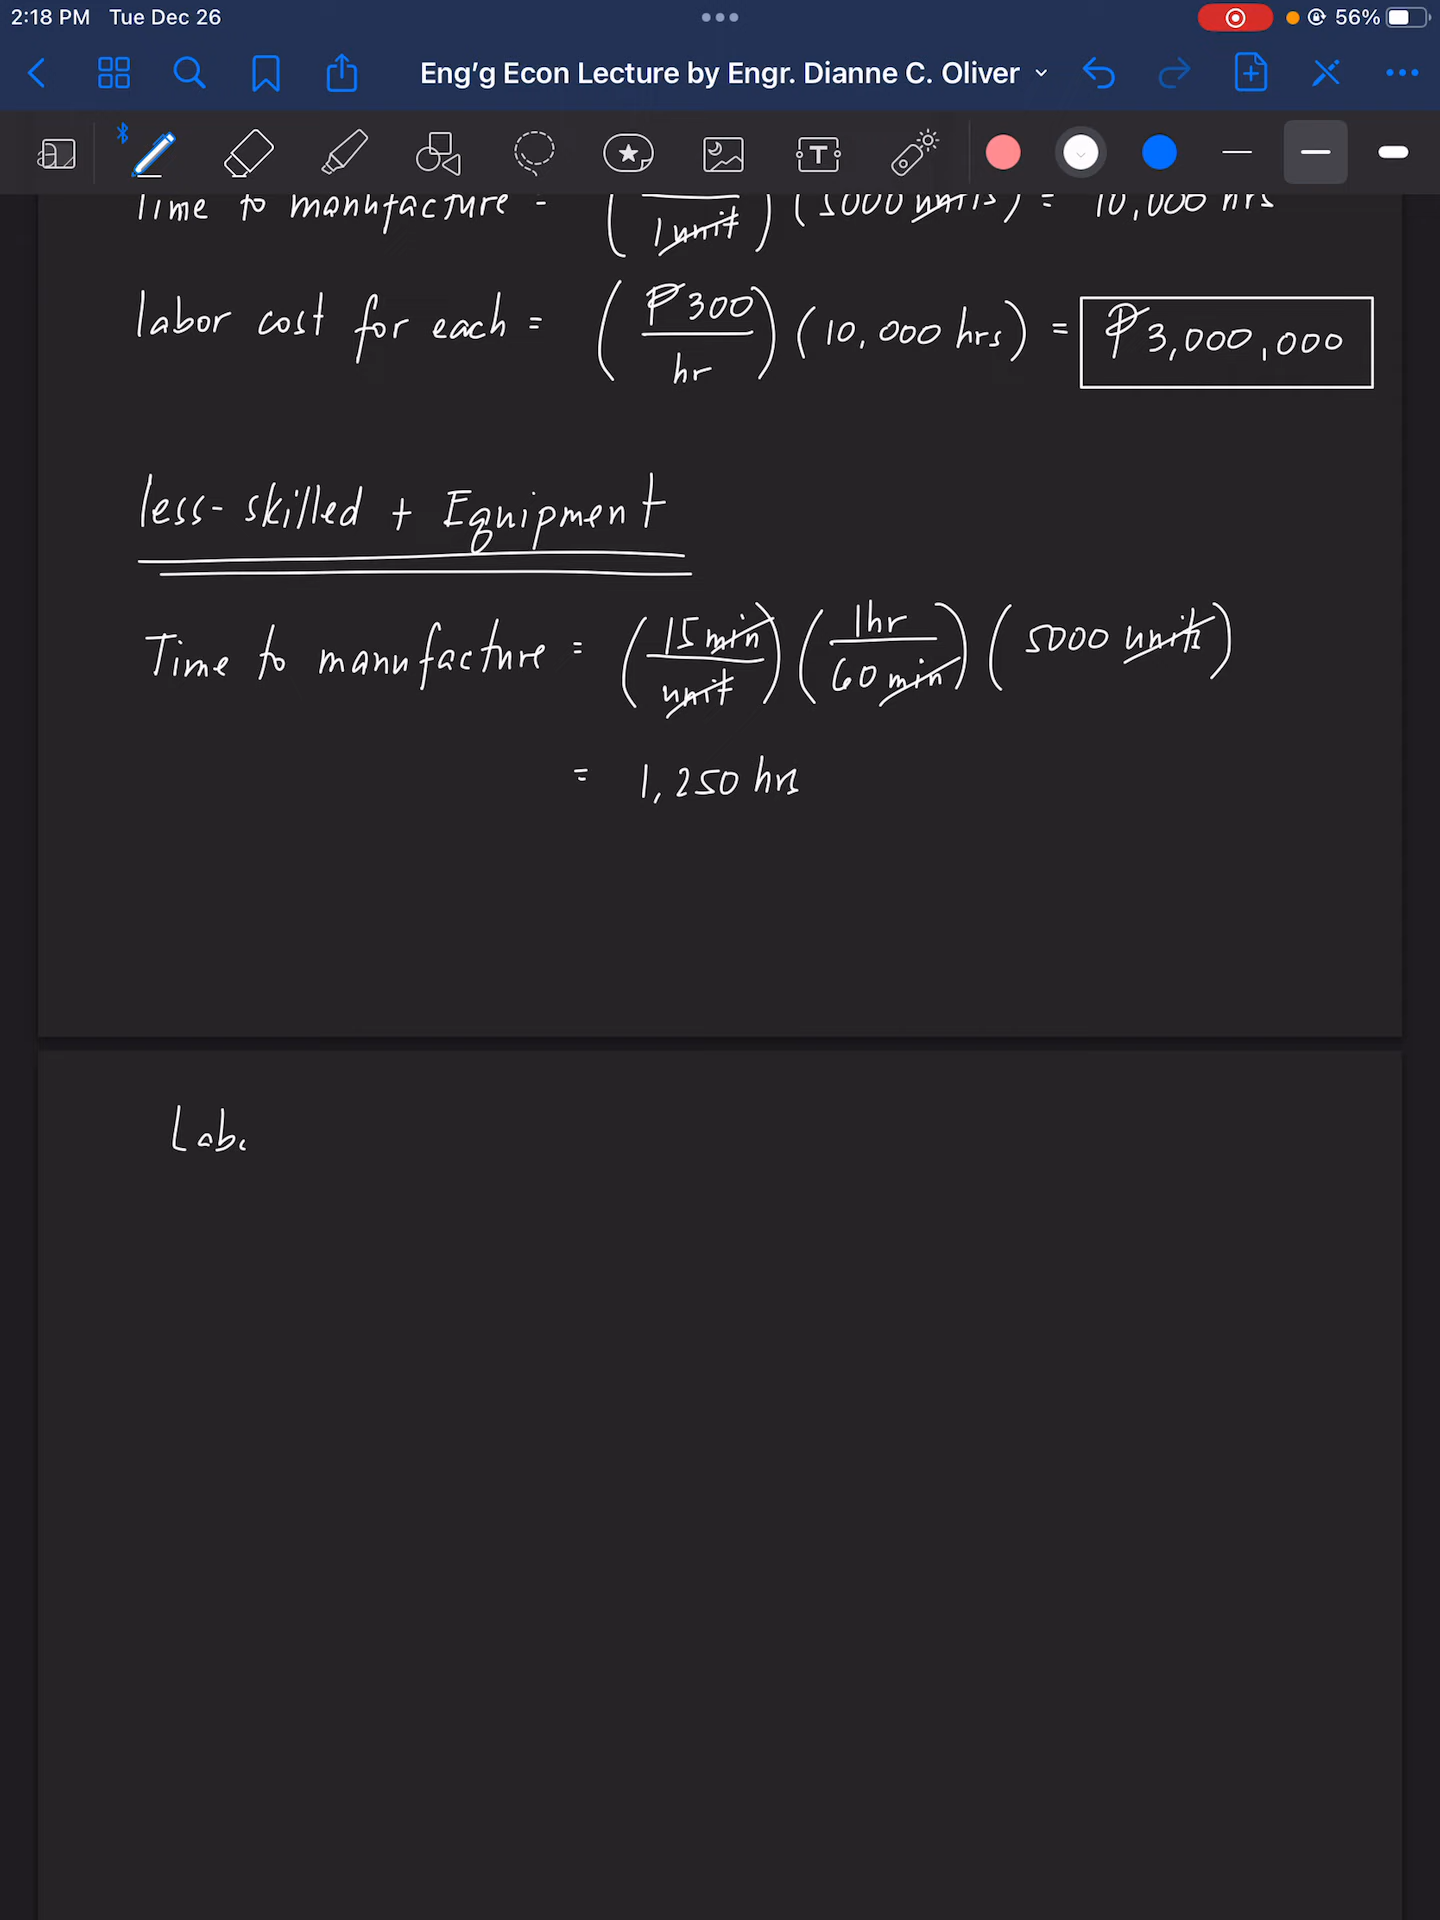 2:18 PM Tue Dec 26 56%
Eng'g Econ Lecture by Engr. Dianne C. Oliver
T
Time to manufacture = ( / 1 unit ) ( 5000 units ) = 10,000 hrs
labor cost for each = ( ₱300 / hr ) ( 10,000 hrs ) = ₱3,000,000
less-skilled + Equipment
Time to manufacture = ( 15 min / unit ) ( 1hr / 60 min ) ( 5000 units )
= 1,250 hrs
Labo